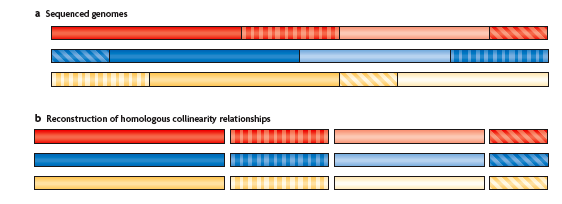 a Sequenced genomes
b Reconstruction of homologous collinearity relationships